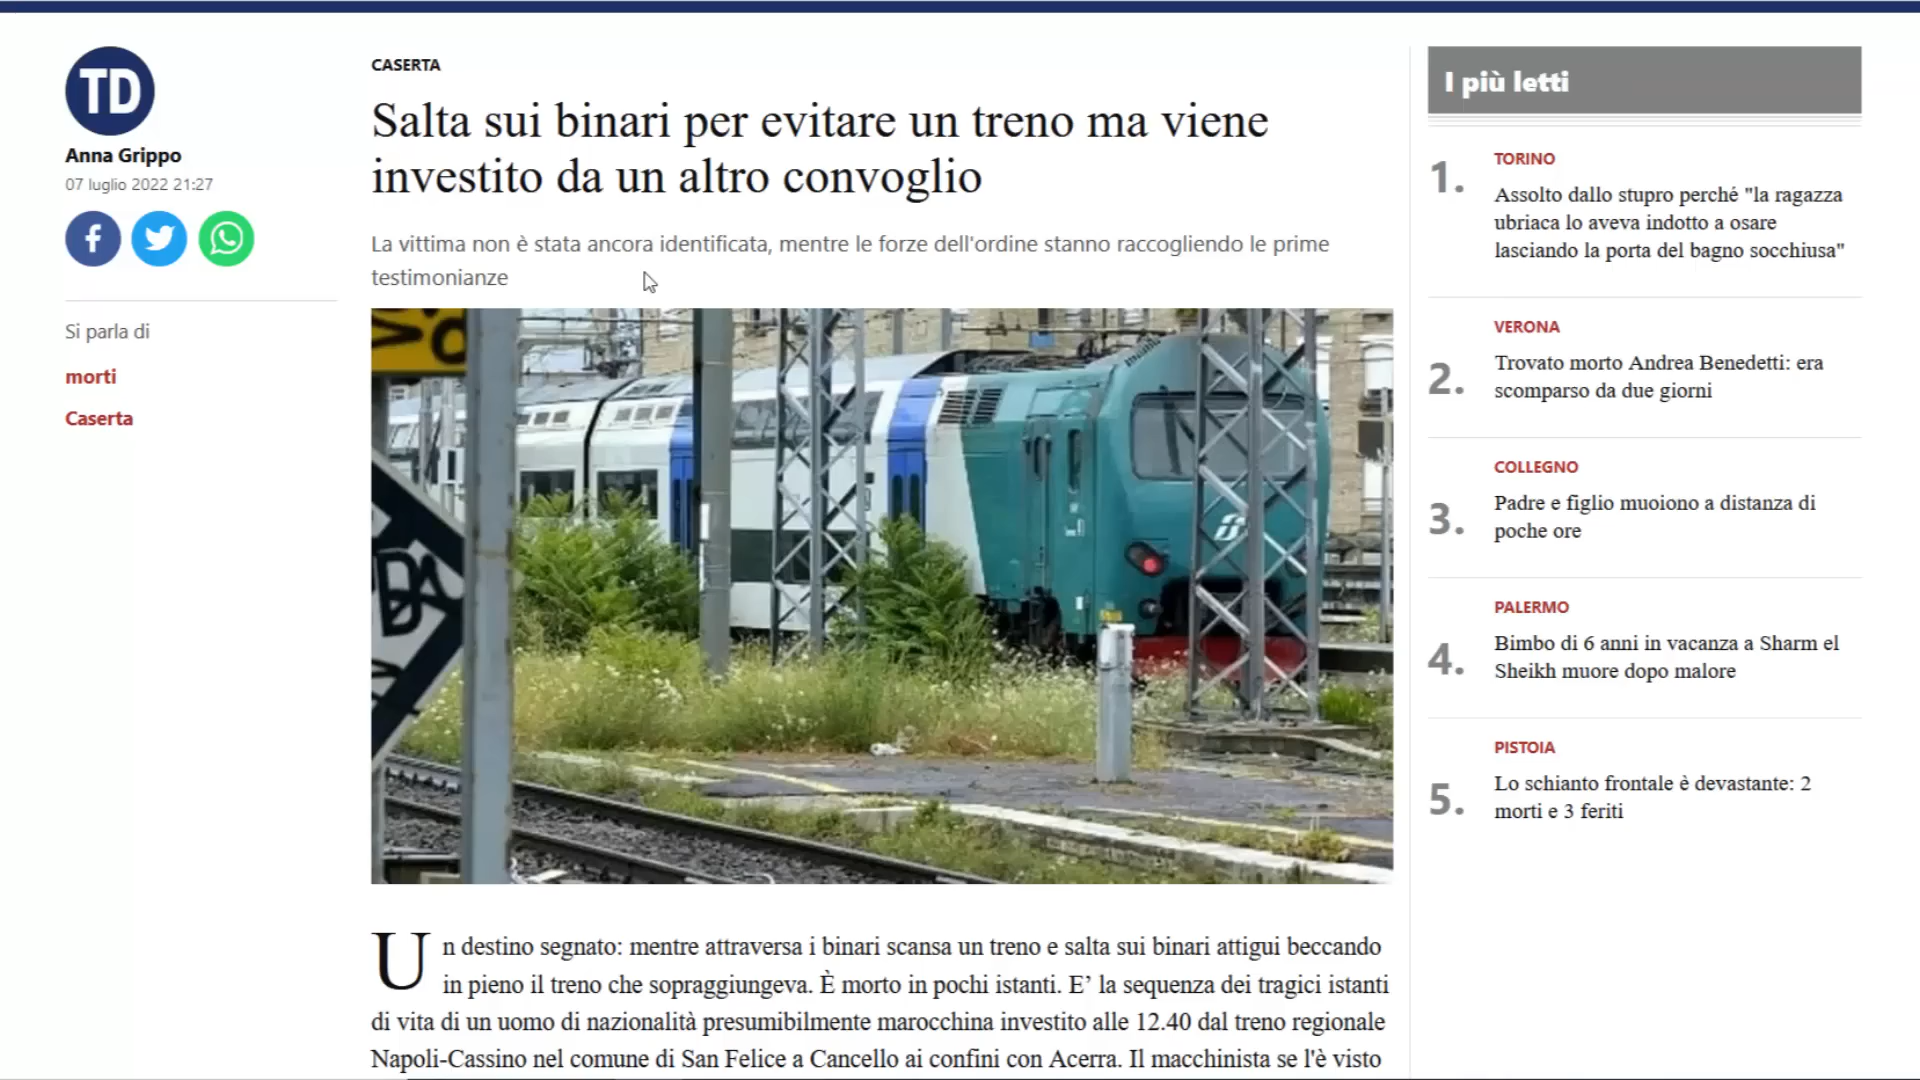 TD
Anna Grippo
07 luglio 2022 21:27
Si parla di
morti
Caserta
CASERTA
Salta sui binari per evitare un treno ma viene
investito da un altro convoglio
La vittima non è stata ancora identificata, mentre le forze dell'ordine stanno raccogliendo le prime
testimonianze
Un destino segnato: mentre attraversa i binari scansa un treno e salta sui binari attigui beccando
in pieno il treno che sopraggiungeva. È morto in pochi istanti. E’ la sequenza dei tragici istanti
di vita di un uomo di nazionalità presumibilmente marocchina investito alle 12.40 dal treno regionale
Napoli-Cassino nel comune di San Felice a Cancello ai confini con Acerra. Il macchinista se l'è visto
I più letti
1.
TORINO
Assolto dallo stupro perché "la ragazza
ubriaca lo aveva indotto a osare
lasciando la porta del bagno socchiusa"
2.
VERONA
Trovato morto Andrea Benedetti: era
scomparso da due giorni
3.
COLLEGNO
Padre e figlio muoiono a distanza di
poche ore
4.
PALERMO
Bimbo di 6 anni in vacanza a Sharm el
Sheikh muore dopo malore
5.
PISTOIA
Lo schianto frontale è devastante: 2
morti e 3 feriti